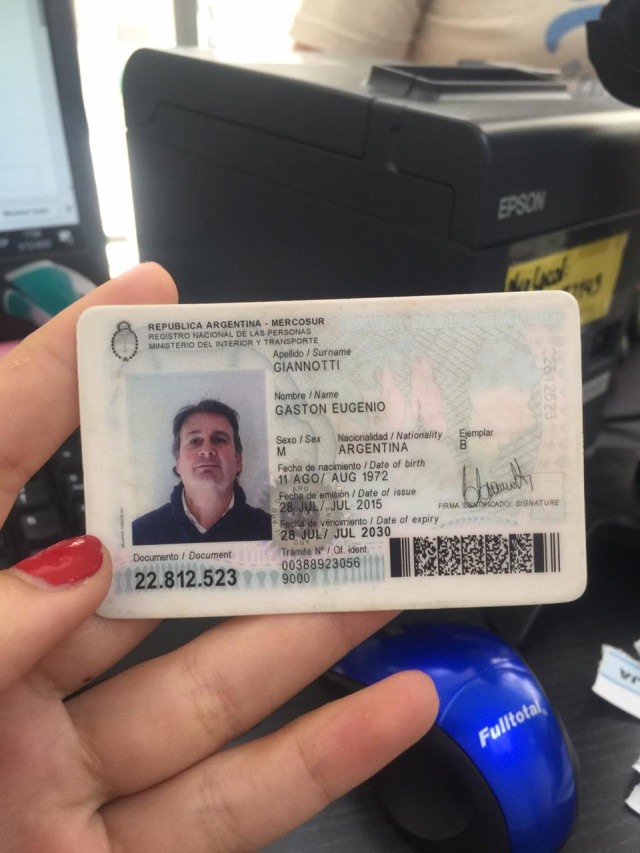 EPSON
REPUBLICA ARGENTINA - MERCOSUR
REGISTRO NACIONAL DE LAS PERSONAS
MINISTERIO DEL INTERIOR Y TRANSPORTE
Apellido / Surname
GIANNOTTI
Nombre / Name
GASTON EUGENIO
Sexo / Sex Nacionalidad / Nationality Ejemplar
M ARGENTINA B
Fecha de nacimiento / Date of birth
11 AGO/ AUG 1972
Fecha de emisión / Date of issue
28 JUL/ JUL 2015
FIRMA IDENTIFICADO/ SIGNATURE
Fecha de vencimiento / Date of expiry
28 JUL/ JUL 2030
Documento / Document
22.812.523
Trámite N° / Of. ident.
00388923056
9000
Fulltotal